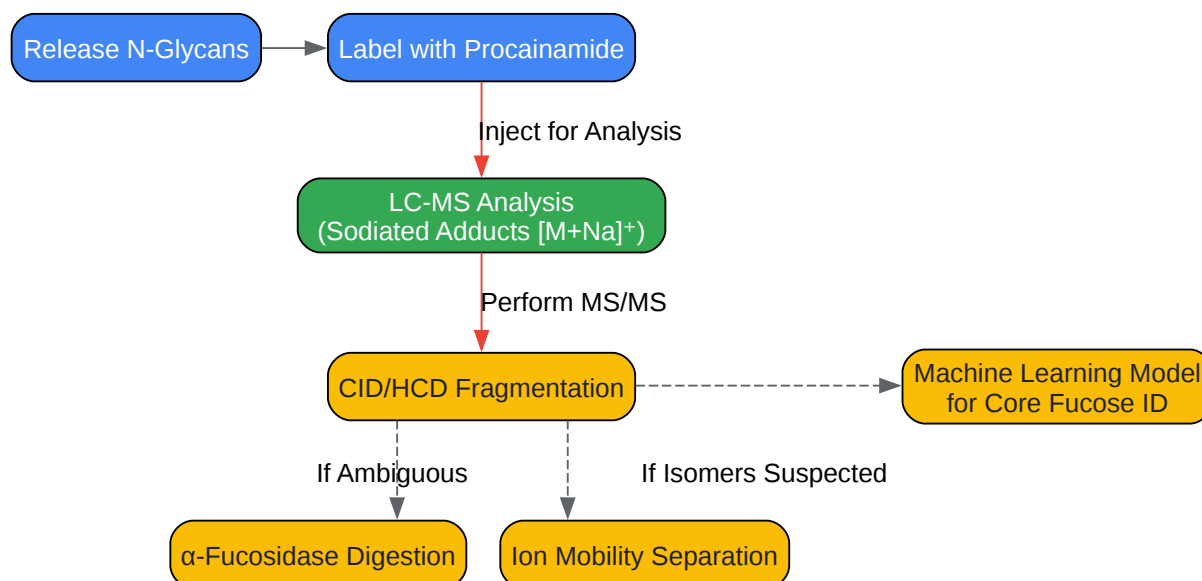 Release N-Glycans
Label with Procainamide
Inject for Analysis
LC-MS Analysis
(Sodiated Adducts [M+Na]⁺)
Perform MS/MS
CID/HCD Fragmentation
Machine Learning Model
for Core Fucose ID
If Ambiguous
If Isomers Suspected
α-Fucosidase Digestion
Ion Mobility Separation